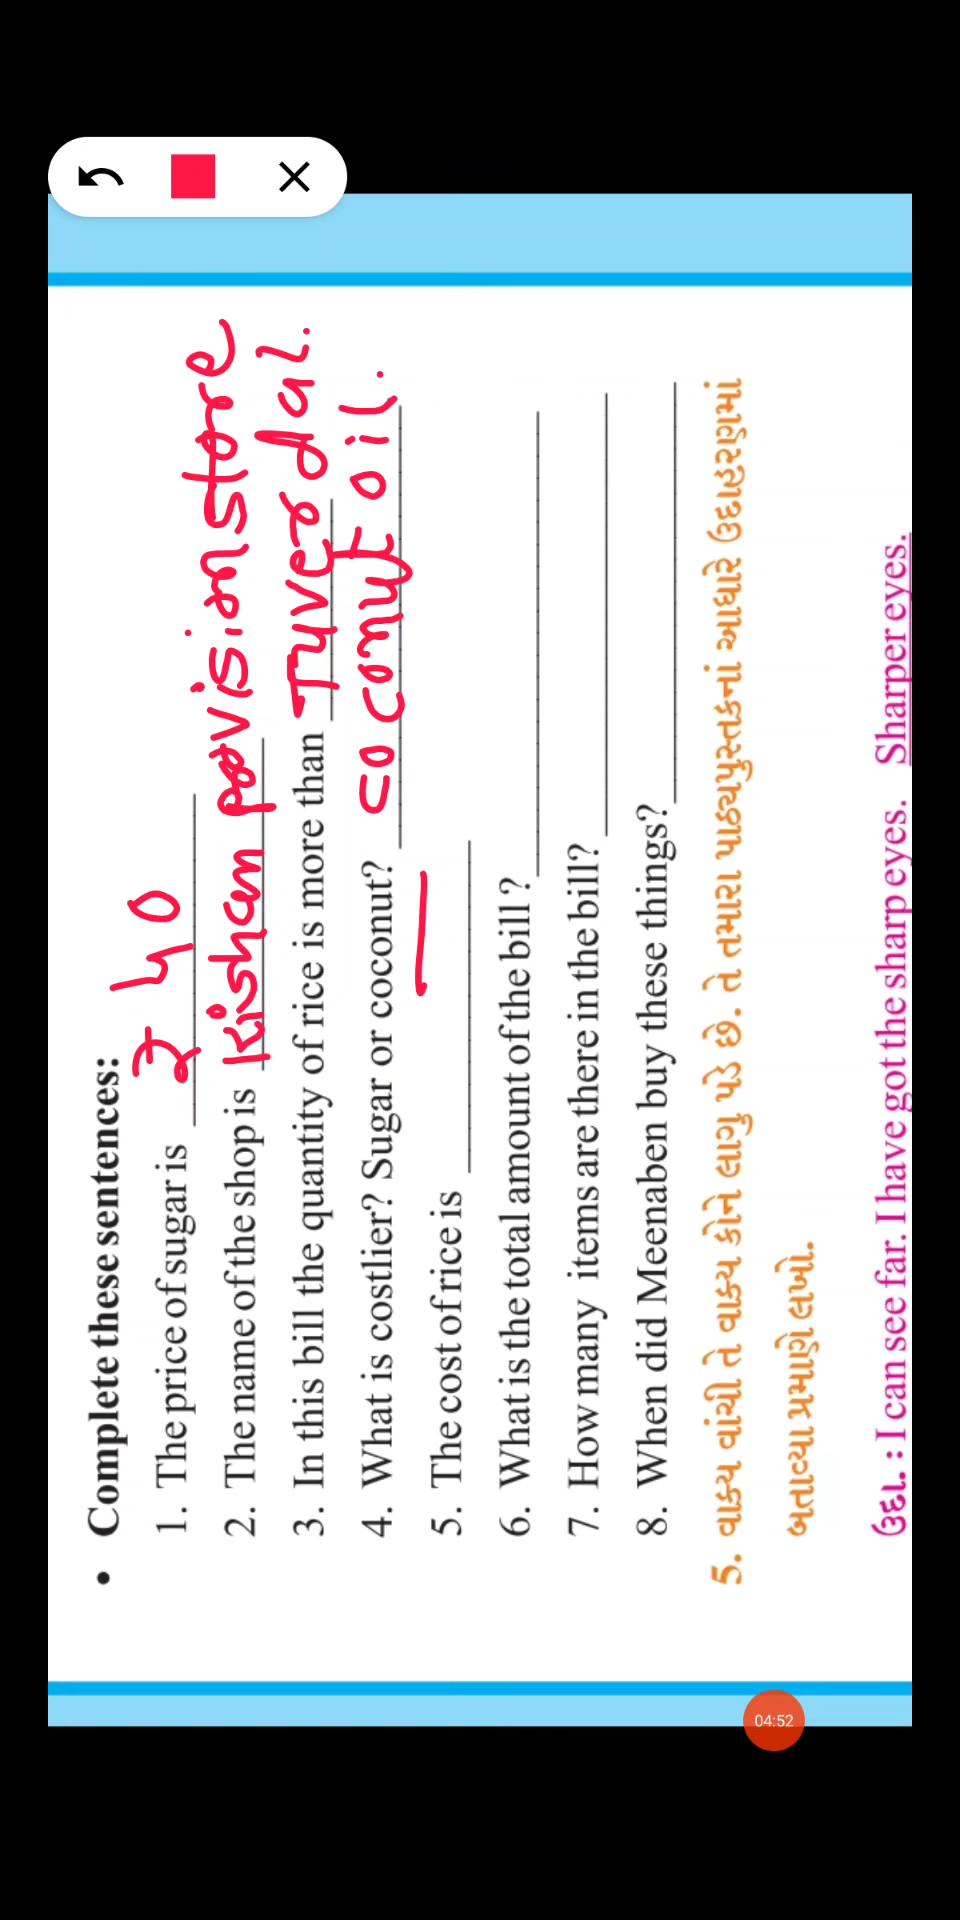 • Complete these sentences:
1. The price of sugar is ₹ 40
2. The name of the shop is Kishan provision store
3. In this bill the quantity of rice is more than Tuver dal.
4. What is costlier? Sugar or coconut? coconut oil.
5. The cost of rice is
6. What is the total amount of the bill ?
7. How many items are there in the bill?
8. When did Meenaben buy these things?
5. વાક્ય વાંચી તે વાક્ય કોને લાગુ પડે છે. તે તમારા પાઠ્યપુસ્તકનાં આધારે ઉદાહરણમાં
બતાવ્યા પ્રમાણે લખો.
ઉદા. : I can see far. I have got the sharp eyes. Sharper eyes.
04:52